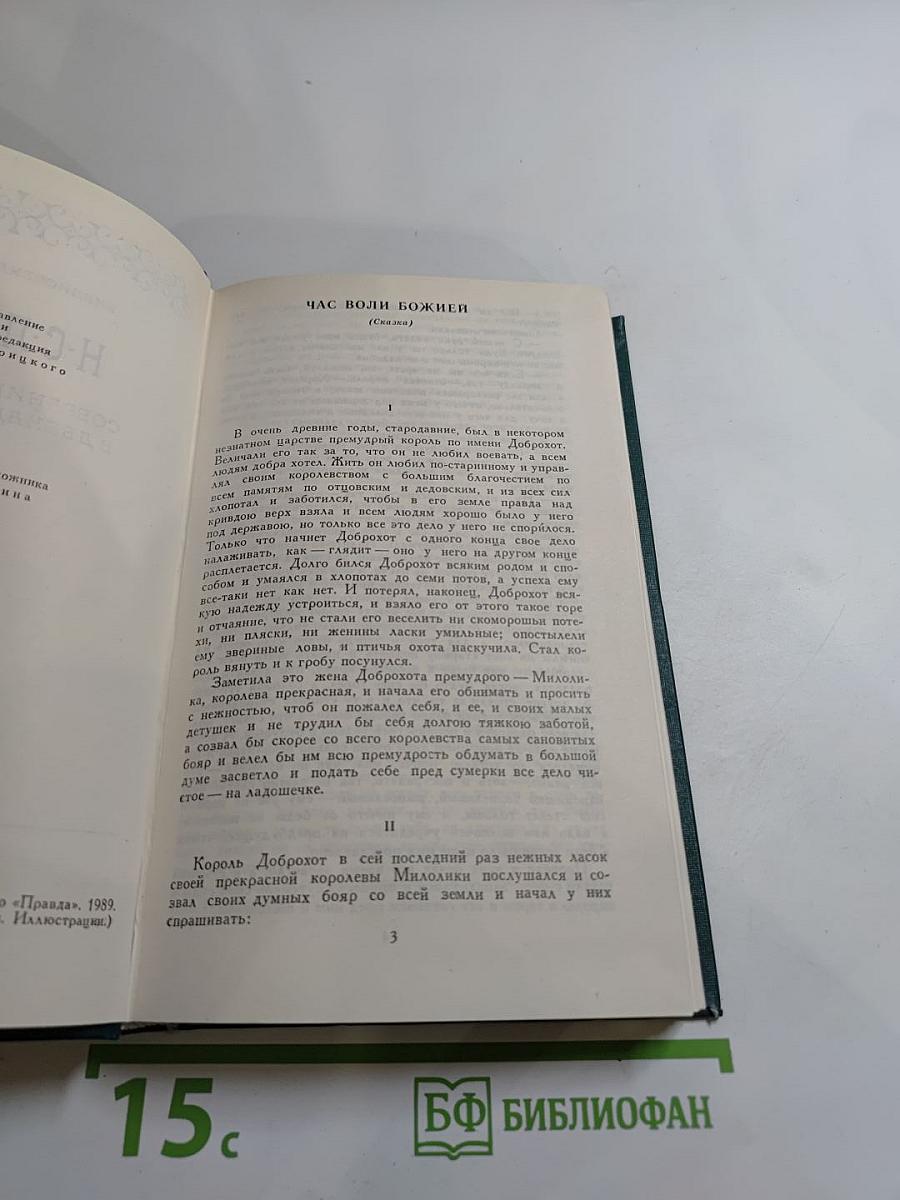 авление
и
редакция
рицкого
ожника
ина
о «Правда». 1989.
Иллюстрации.)
ЧАС ВОЛИ БОЖИЕЙ
(Сказка)
I
В очень древние годы, стародавние, был в некотором
незнатном царстве премудрый король по имени Доброхот.
Величали его так за то, что он не любил воевать, а всем
людям добра хотел. Жить он любил по-старинному и управ-
лял своим королевством с большим благочестием по
всем памятям по отцовским и дедовским, и из всех сил
хлопотал и заботился, чтобы в его земле правда над
кривдою верх взяла и всем людям хорошо было у него
под державою, но только все это дело у него не спори́лося.
Только что начнет Доброхот с одного конца свое дело
налаживать, как — глядит — оно у него на другом конце
расплетается. Долго бился Доброхот всяким родом и спо-
собом и умаялся в хлопотах до семи потов, а успеха ему
все-таки нет как нет. И потерял, наконец, Доброхот вся-
кую надежду устроиться, и взяло его от этого такое горе
и отчаяние, что не стали его веселить ни скоморошьи поте-
хи, ни пляски, ни женины ласки умильные; опостылели
ему звериные ловы, и птичья охота наскучила. Стал ко-
роль вянуть и к гробу посунулся.
Заметила это жена Доброхота премудрого — Милоли-
ка, королева прекрасная, и начала его обнимать и просить
с нежностью, чтоб он пожалел себя, и ее, и своих малых
детушек и не трудил бы себя долгою тяжкою заботой,
а созвал бы скорее со всего королевства самых сановитых
бояр и велел бы им всю премудрость обдумать в большой
думе засветло и подать себе пред сумерки все дело чи-
стое — на ладошечке.
II
Король Доброхот в сей последний раз нежных ласок
своей прекрасной королевы Милолики послушался и со-
звал своих думных бояр со всей земли и начал у них
спрашивать:
3
15 с
БФ БИБЛИОФАН